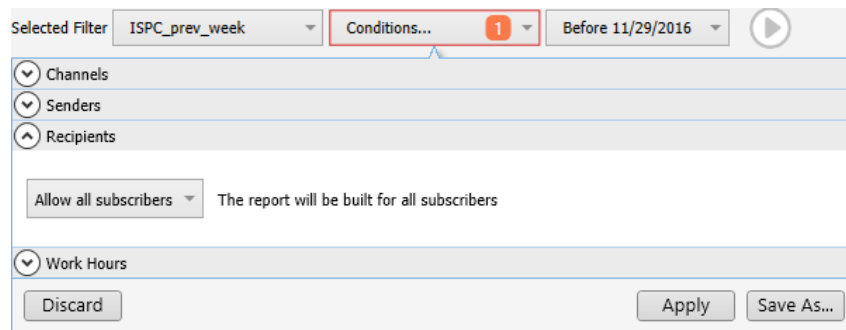 Selected Filter ISPC_prev_week Conditions... 1 Before 11/29/2016
Channels
Senders
Recipients
Allow all subscribers The report will be built for all subscribers
Work Hours
Discard Apply Save As...